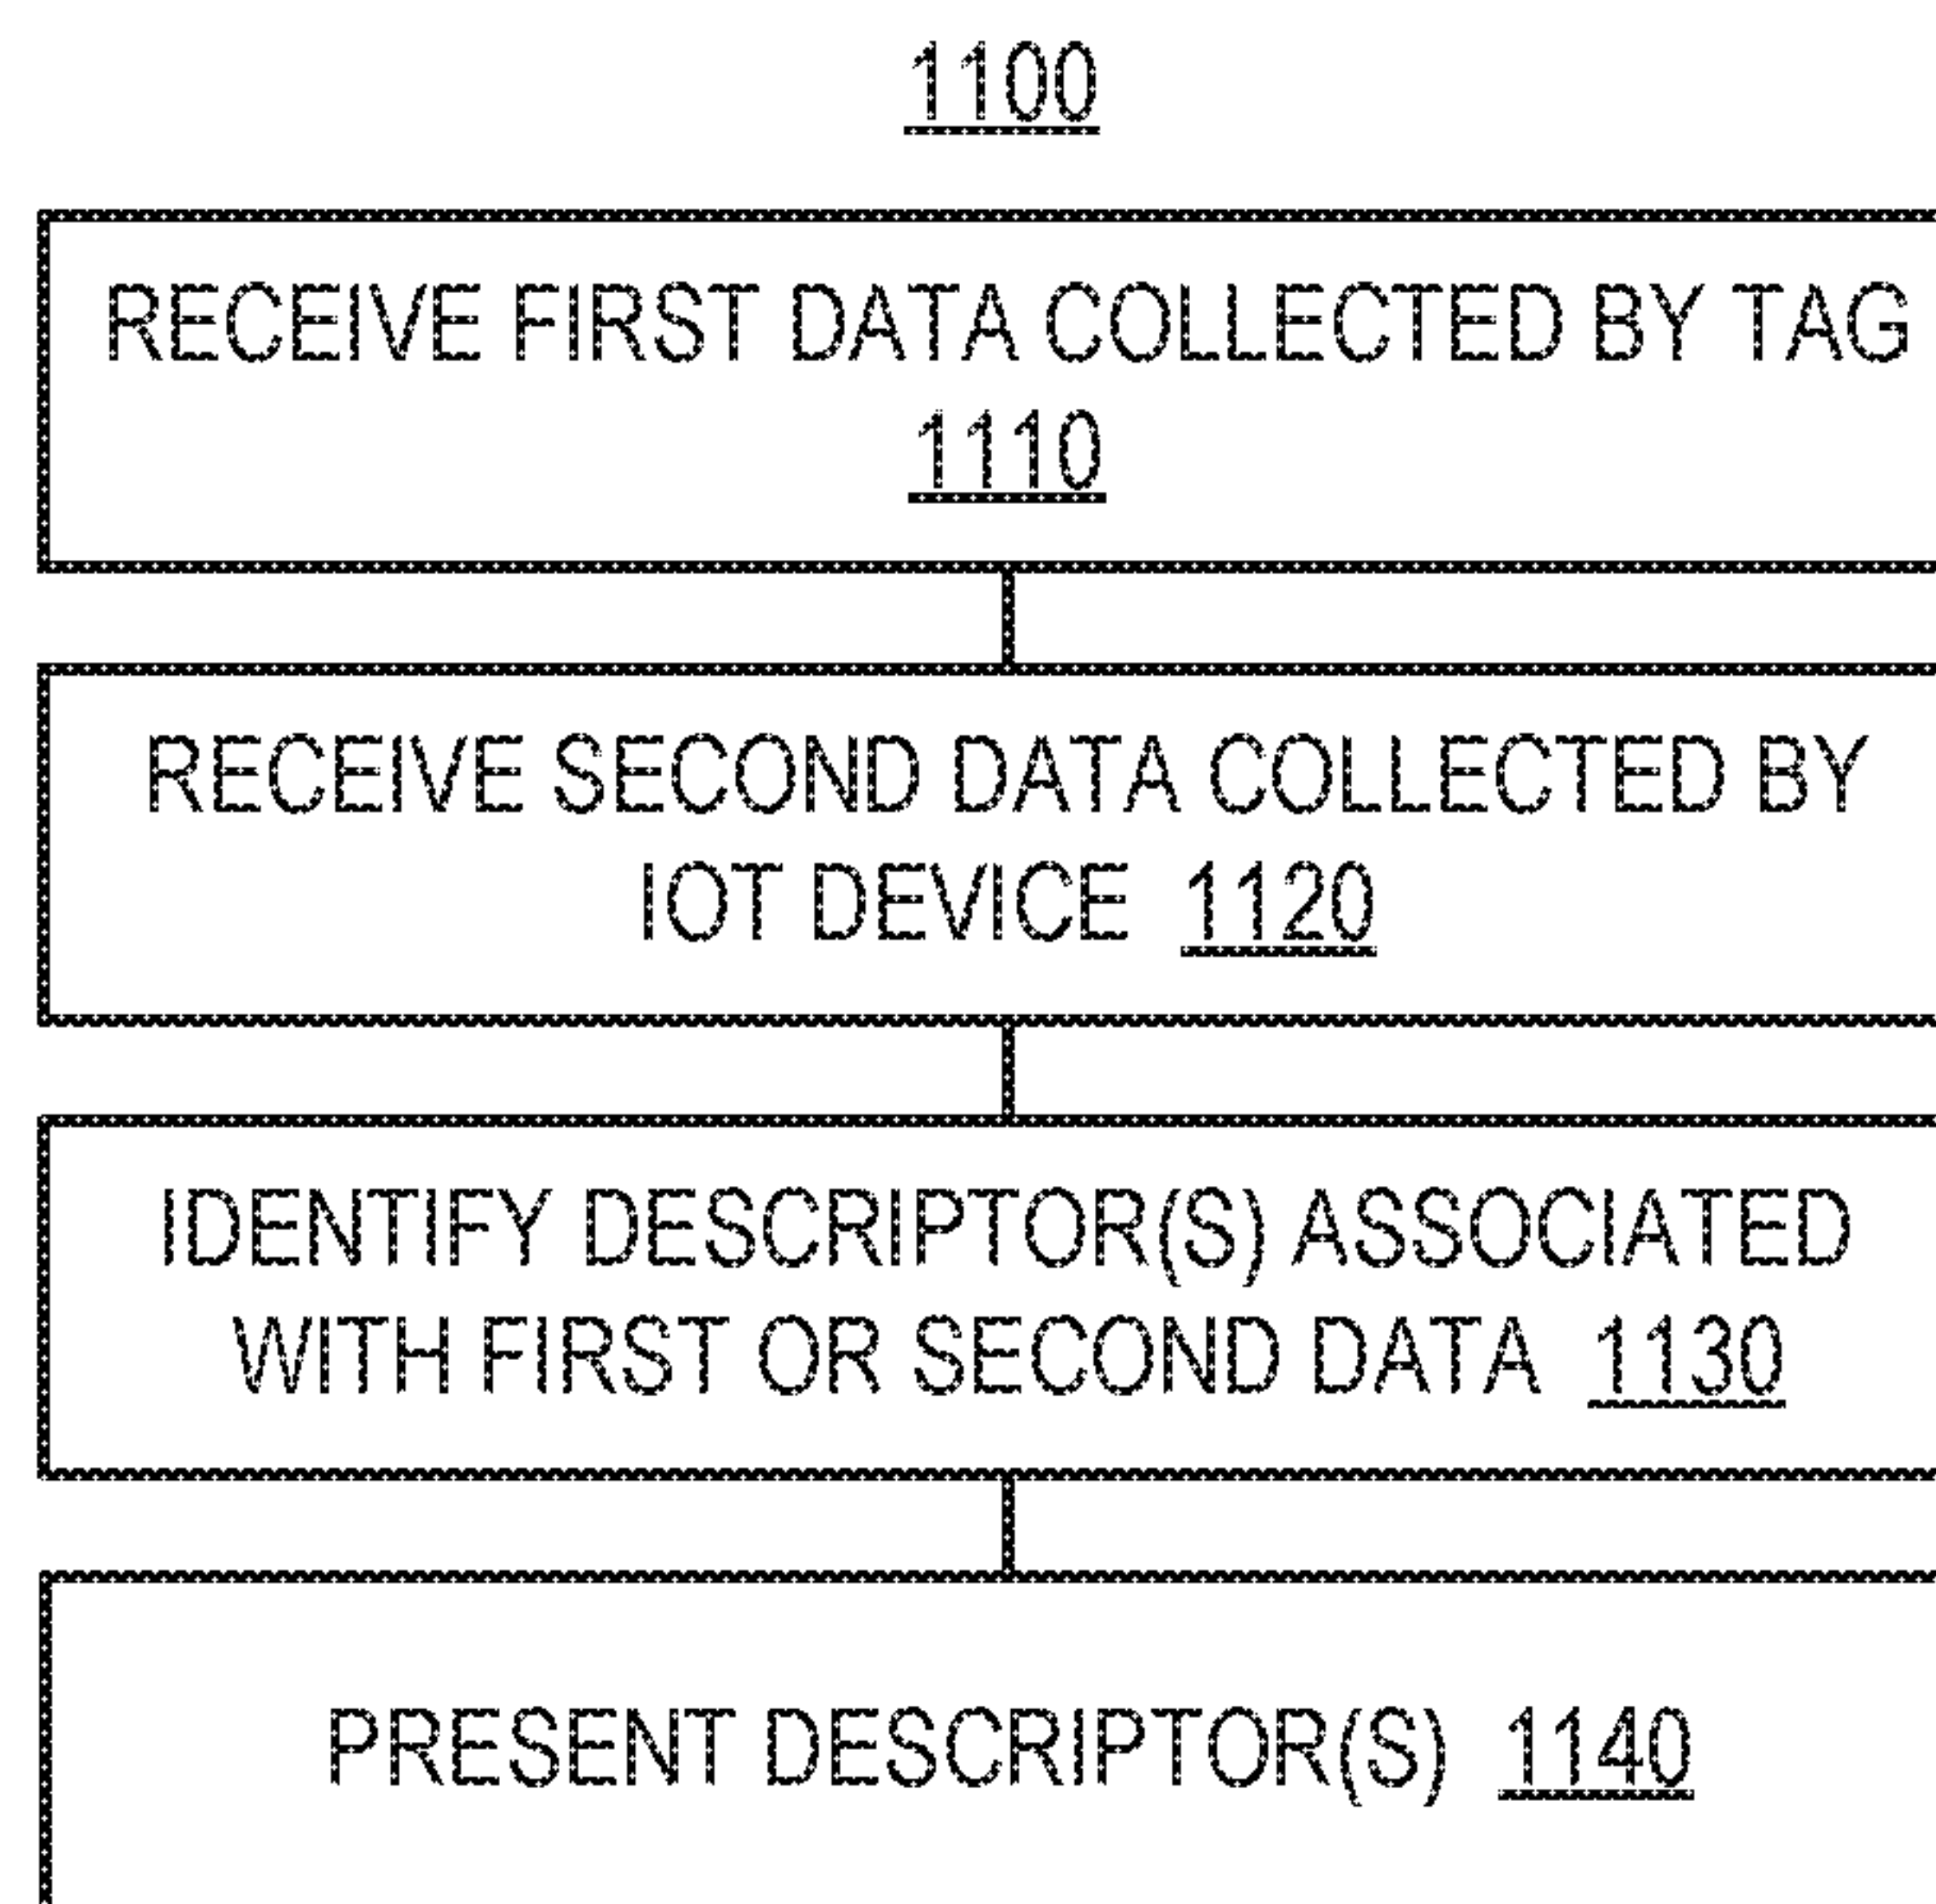 1100
RECEIVE FIRST DATA COLLECTED BY TAG
1110
RECEIVE SECOND DATA COLLECTED BY
IOT DEVICE 1120
IDENTIFY DESCRIPTOR(S) ASSOCIATED
WITH FIRST OR SECOND DATA 1130
PRESENT DESCRIPTOR(S) 1140